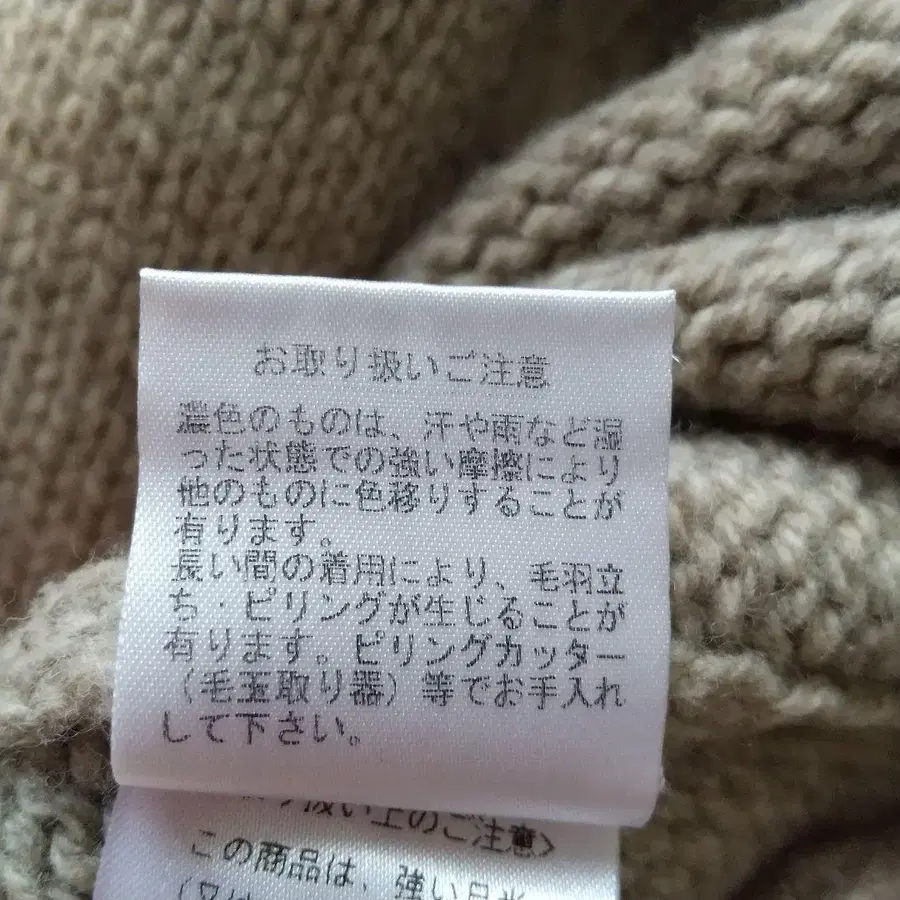 お取り扱いご注意
濃色のものは、汗や雨など湿
った状態での強い摩擦により
他のものに色移りすることが
有ります。
長い間の着用により、毛羽立
ち・ピリングが生じることが
有ります。ピリングカッター
（毛玉取り器）等でお手入れ
して下さい。
り扱い上のご注意〉
この商品は、強い日光